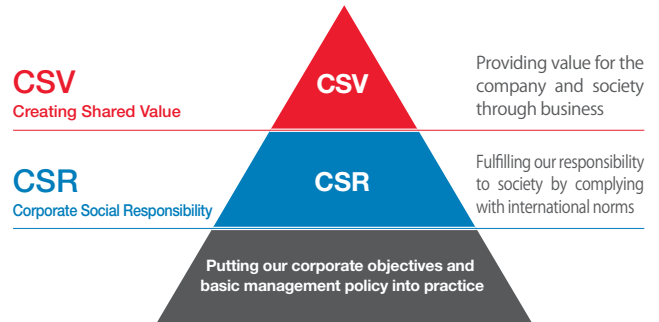 CSV
Creating Shared Value
CSV
Providing value for the
company and society
through business
CSR
Corporate Social Responsibility
CSR
Fulfilling our responsibility
to society by complying
with international norms
Putting our corporate objectives and
basic management policy into practice